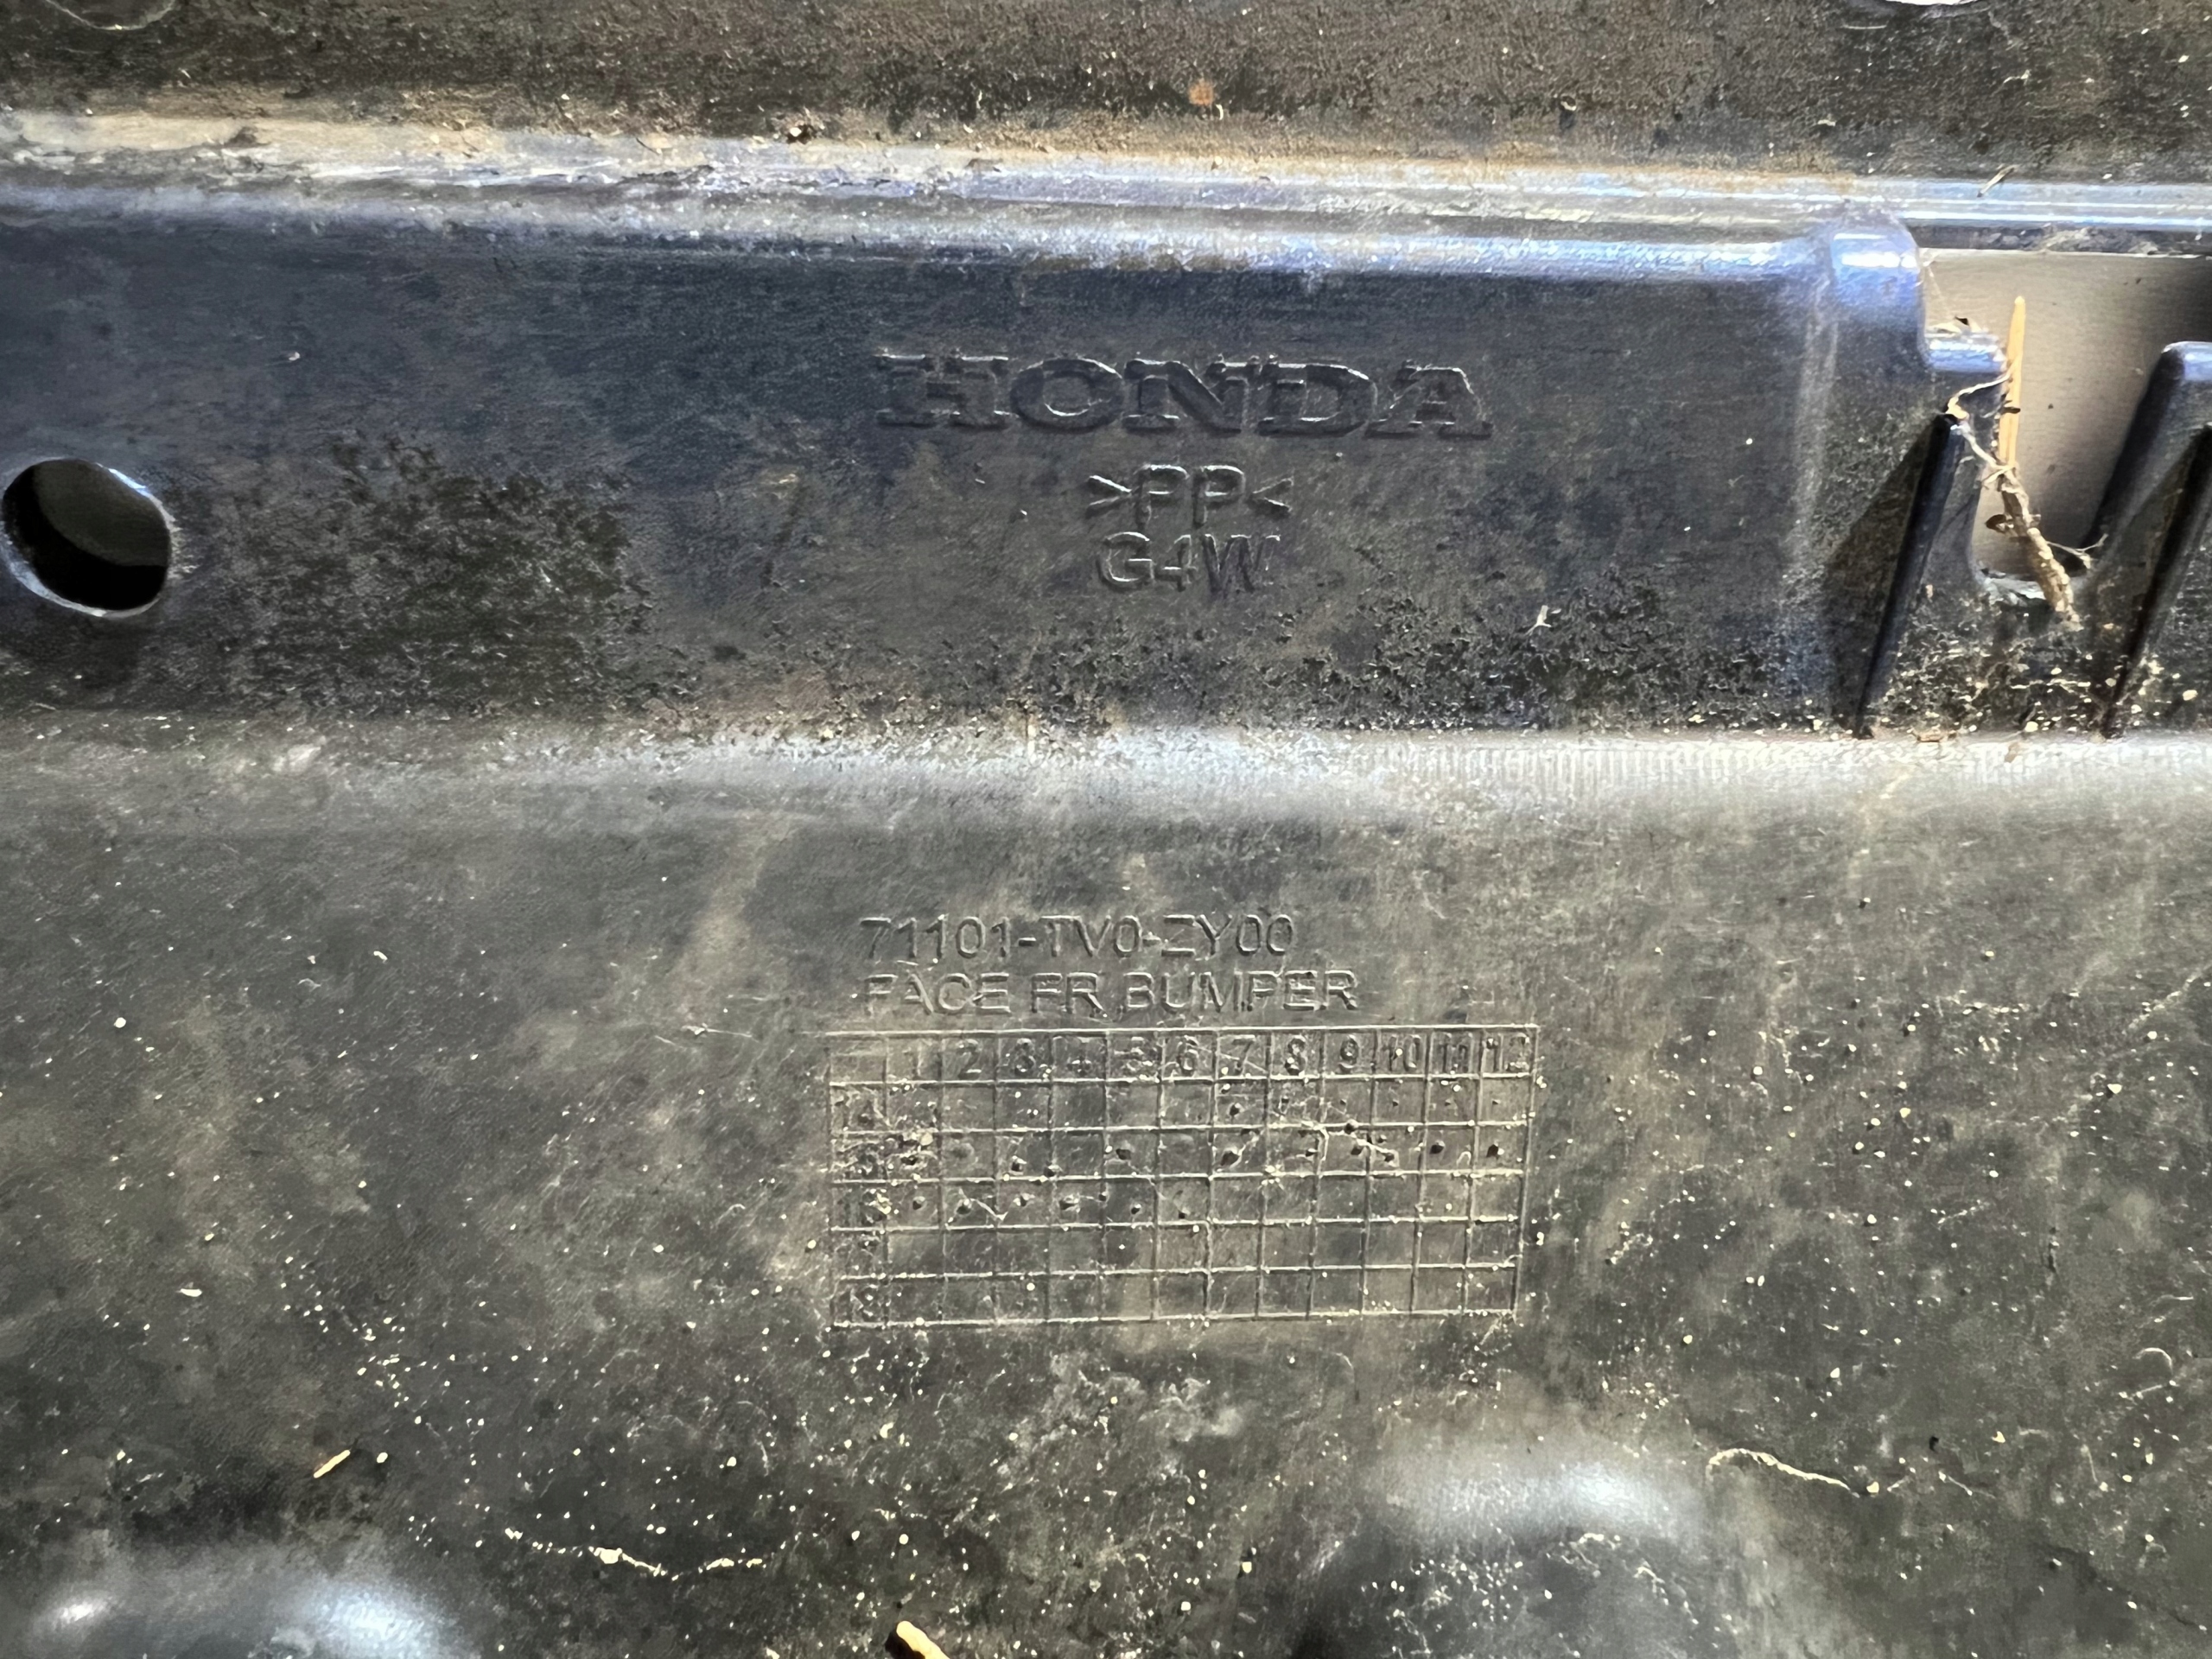 HONDA
>PP<
G4W
71101-TV0-ZY00
FACE FR BUMPER
1 2 3 4 5 6 7 8 9 10 11 12